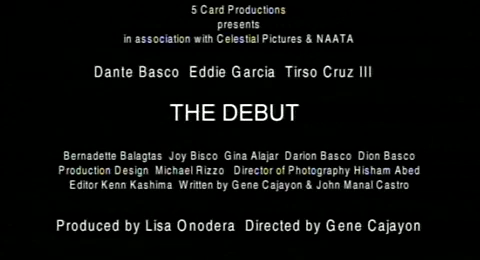 5 Card Productions
presents
in association with Celestial Pictures & NAATA
Dante Basco Eddie Garcia Tirso Cruz III
THE DEBUT
Bernadette Balagtas Joy Bisco Gina Alajar Darion Basco Dion Basco
Production Design Michael Rizzo Director of Photography Hisham Abed
Editor Kenn Kashima Written by Gene Cajayon & John Manal Castro
Produced by Lisa Onodera Directed by Gene Cajayon